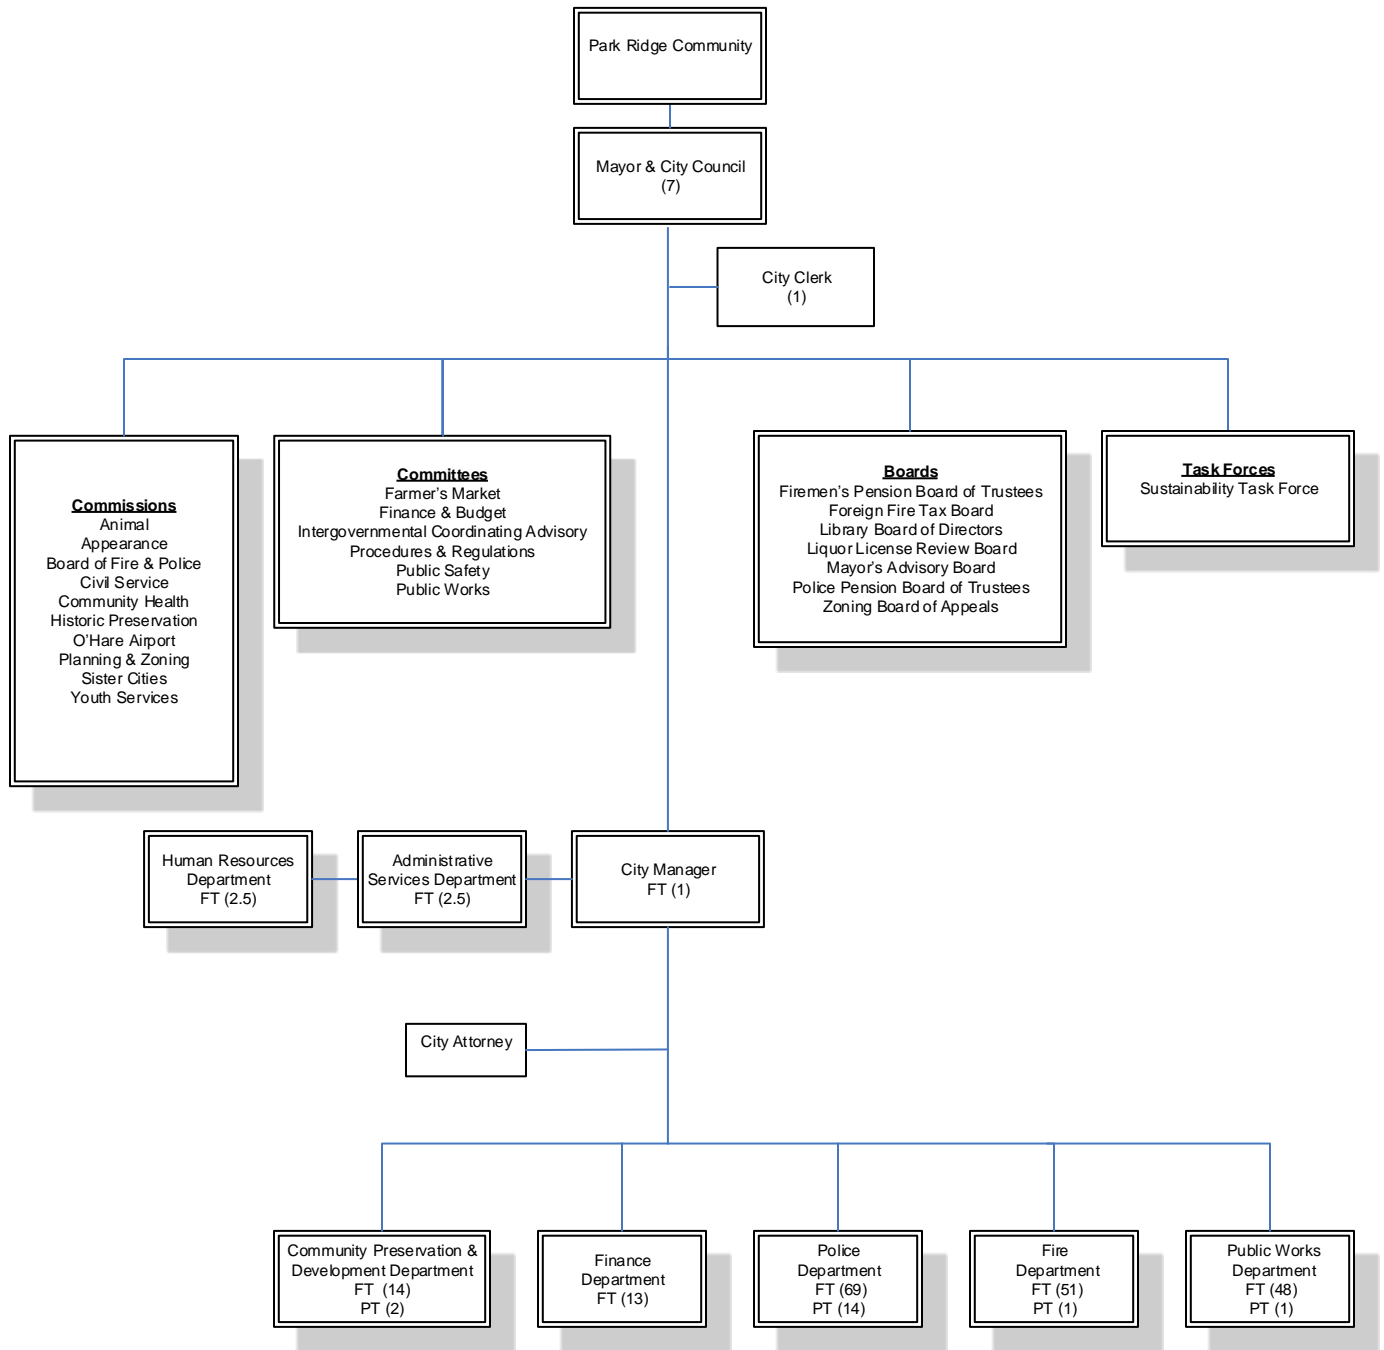 Park Ridge Community
Mayor & City Council
(7)
City Clerk
(1)
Commissions
Animal
Appearance
Board of Fire & Police
Civil Service
Community Health
Historic Preservation
O'Hare Airport
Planning & Zoning
Sister Cities
Youth Services
Committees
Farmer's Market
Finance & Budget
Intergovernmental Coordinating Advisory
Procedures & Regulations
Public Safety
Public Works
Boards
Firemen's Pension Board of Trustees
Foreign Fire Tax Board
Library Board of Directors
Liquor License Review Board
Mayor's Advisory Board
Police Pension Board of Trustees
Zoning Board of Appeals
Task Forces
Sustainability Task Force
Human Resources
Department
FT (2.5)
Administrative
Services Department
FT (2.5)
City Manager
FT (1)
City Attorney
Community Preservation &
Development Department
FT (14)
PT (2)
Finance
Department
FT (13)
Police
Department
FT (69)
PT (14)
Fire
Department
FT (51)
PT (1)
Public Works
Department
FT (48)
PT (1)